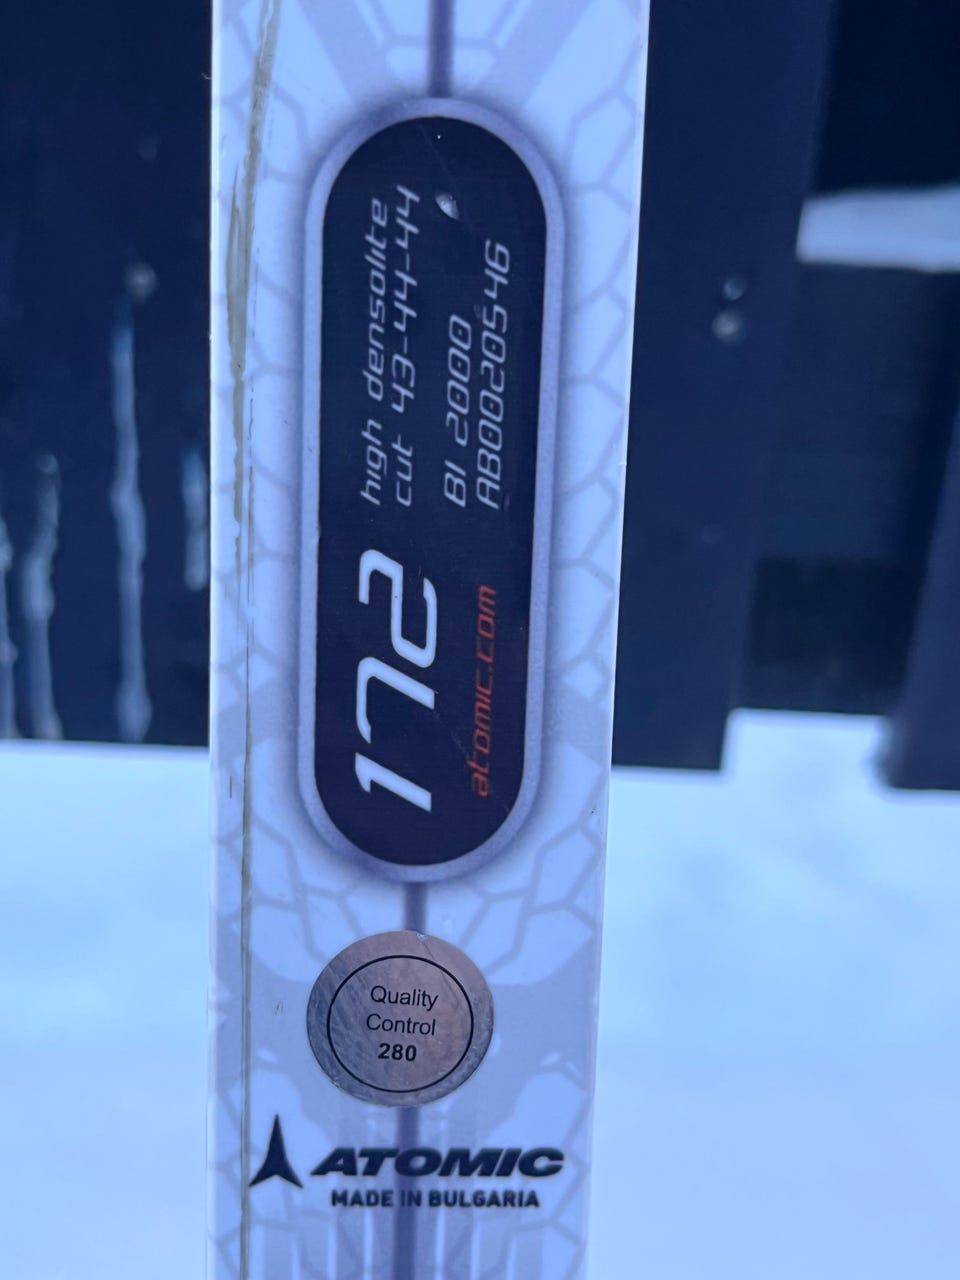 172
high densolite
cut 43-44-44
BI 2000
AB0020546
atomic.com
Quality
Control
280
ATOMIC
MADE IN BULGARIA